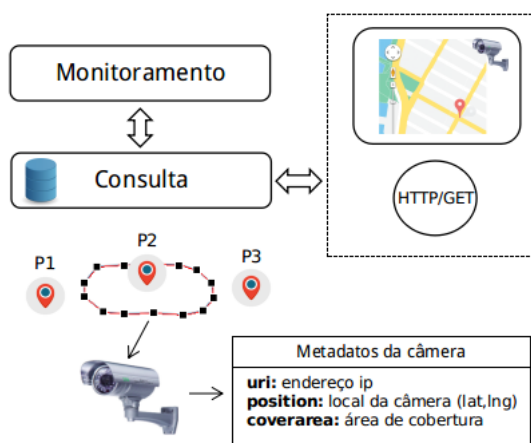 Monitoramento
Consulta
HTTP/GET
P1
P2
P3
Metadatos da câmera
uri: endereço ip
position: local da câmera (lat,lng)
coverarea: área de cobertura